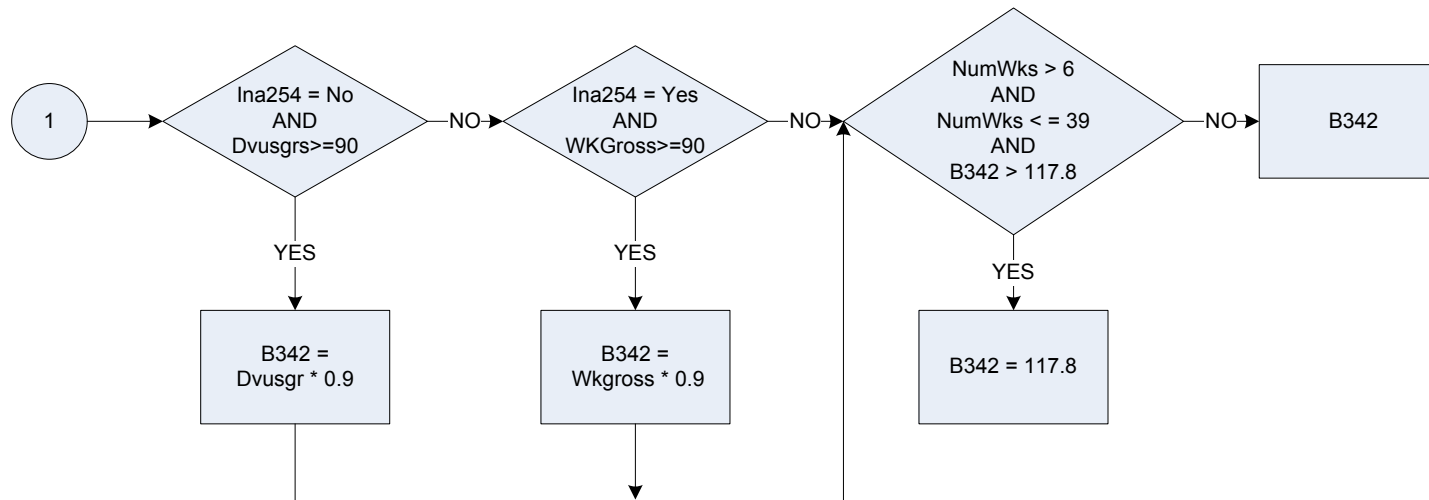 1
Ina254 = No
AND
Dvusgrs>=90
NO
Ina254 = Yes
AND
WKGross>=90
NO
NumWks > 6
AND
NumWks < = 39
AND
B342 > 117.8
NO
B342
YES
YES
YES
B342 =
Dvusgr * 0.9
B342 =
Wkgross * 0.9
B342 = 117.8